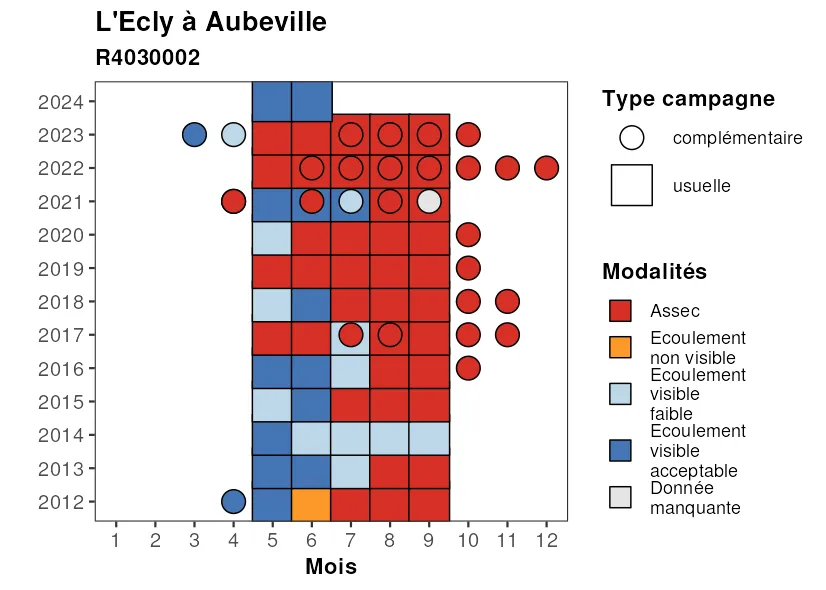 L'Ecly à Aubeville
R4030002
2024
2023
2022
2021
2020
2019
2018
2017
2016
2015
2014
2013
2012
1 2 3 4 5 6 7 8 9 10 11 12
Mois
Type campagne
complémentaire
usuelle
Modalités
Assec
Ecoulement
non visible
Ecoulement
visible
faible
Ecoulement
visible
acceptable
Donnée
manquante